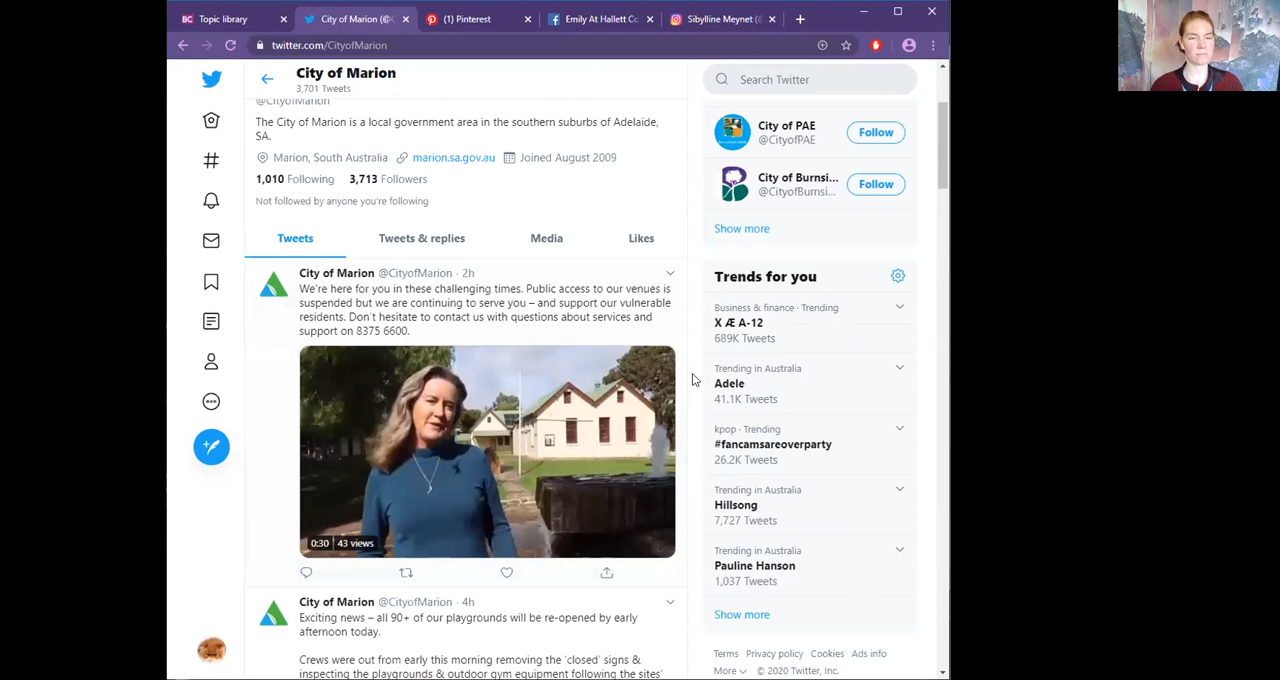 BC Topic library
City of Marion (@C
(1) Pinterest
Emily At Hallett Co
Sibylline Meynet (@
twitter.com/CityofMarion
City of Marion
3,701 Tweets
Search Twitter
@CityofMarion
The City of Marion is a local government area in the southern suburbs of Adelaide,
SA.
Marion, South Australia marion.sa.gov.au Joined August 2009
1,010 Following 3,713 Followers
Not followed by anyone you're following
Tweets Tweets & replies Media Likes
City of Marion @CityofMarion · 2h
We're here for you in these challenging times. Public access to our venues is
suspended but we are continuing to serve you – and support our vulnerable
residents. Don't hesitate to contact us with questions about services and
support on 8375 6600.
0:30 43 views
City of Marion @CityofMarion · 4h
Exciting news – all 90+ of our playgrounds will be re-opened by early
afternoon today.
Crews were out from early this morning removing the 'closed' signs &
inspecting the playgrounds & outdoor gym equipment following the sites'
City of PAE
@CityofPAE
Follow
City of Burnsi...
@CityofBurnsi...
Follow
Show more
Trends for you
Business & finance · Trending
X Æ A-12
689K Tweets
Trending in Australia
Adele
41.1K Tweets
kpop · Trending
#fancamsareoverparty
26.2K Tweets
Trending in Australia
Hillsong
7,727 Tweets
Trending in Australia
Pauline Hanson
1,037 Tweets
Show more
Terms Privacy policy Cookies Ads info
More © 2020 Twitter, Inc.